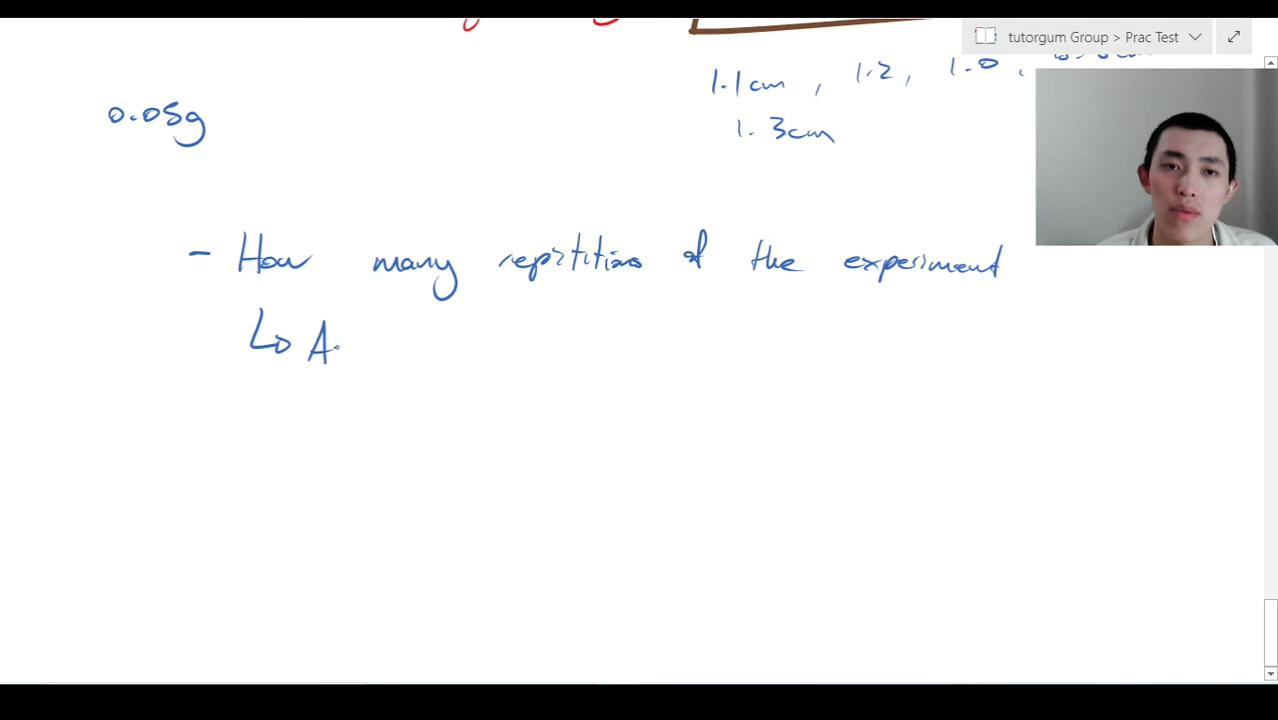 tutorgum Group > Prac Test
1.1cm , 1.2, 1.0,
0.05g
1.3cm
- How many repititions of the experiment
↳ A